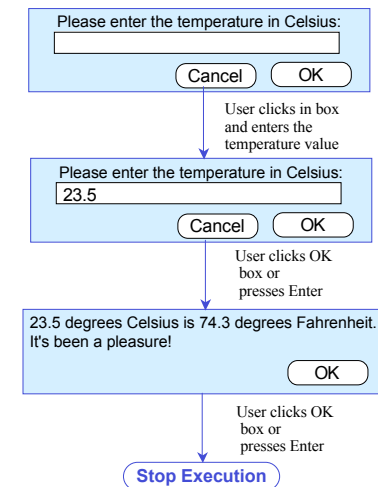 Please enter the temperature in Celsius:
Cancel OK
User clicks in box
and enters the
temperature value
Please enter the temperature in Celsius:
23.5
Cancel OK
User clicks OK
box or
presses Enter
23.5 degrees Celsius is 74.3 degrees Fahrenheit.
It's been a pleasure!
OK
User clicks OK
box or
presses Enter
Stop Execution